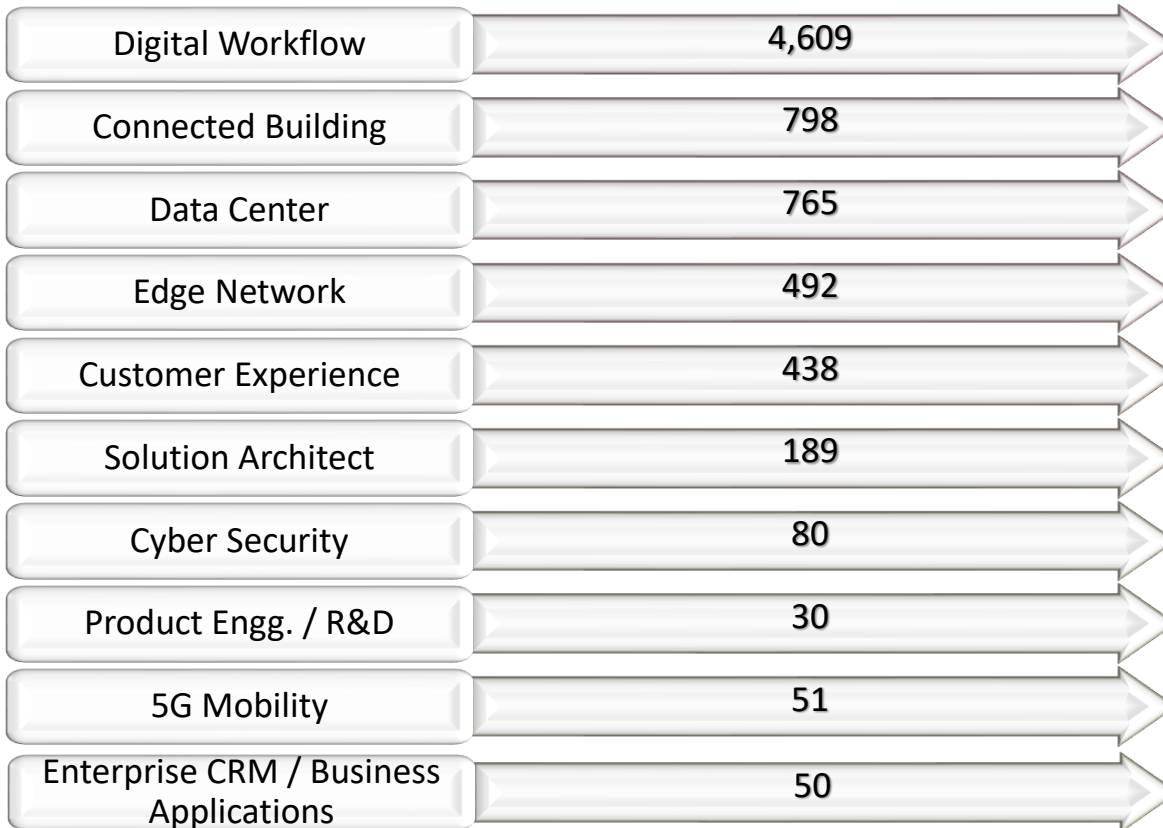 Digital Workflow
4,609
Connected Building
798
Data Center
765
Edge Network
492
Customer Experience
438
Solution Architect
189
Cyber Security
80
Product Engg. / R&D
30
5G Mobility
51
Enterprise CRM / Business
Applications
50